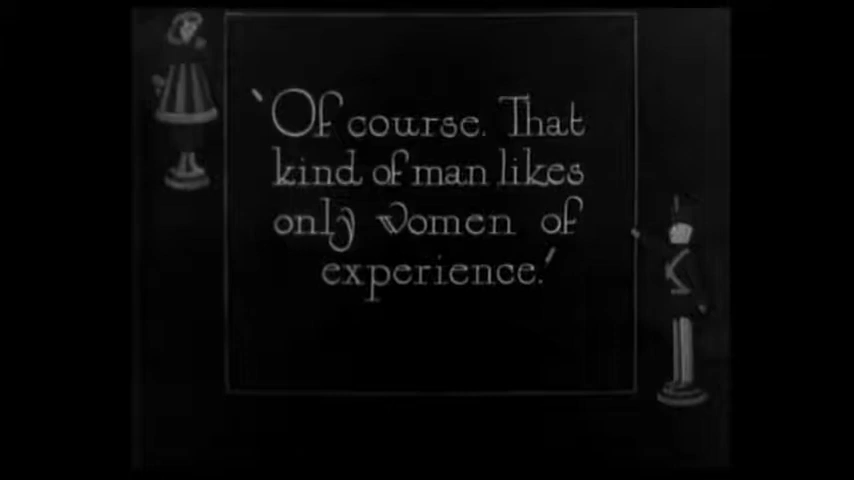 'Of course. That
kind of man likes
only women of
experience.'